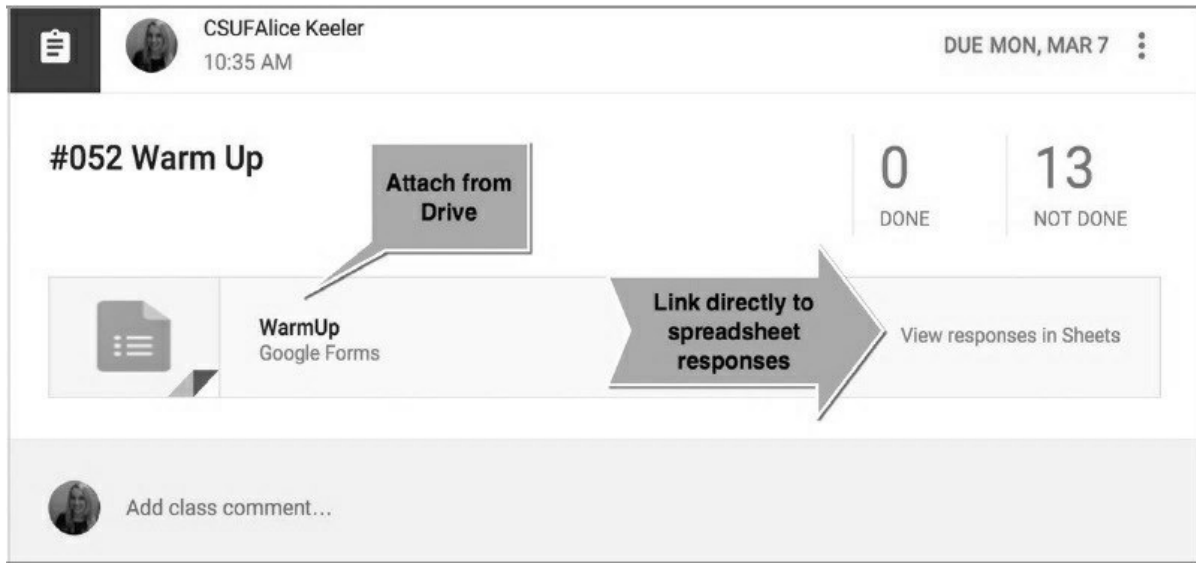 CSUFAlice Keeler
10:35 AM
DUE MON, MAR 7
#052 Warm Up
Attach from
Drive
0
DONE
13
NOT DONE
WarmUp
Google Forms
Link directly to
spreadsheet
responses
View responses in Sheets
Add class comment...